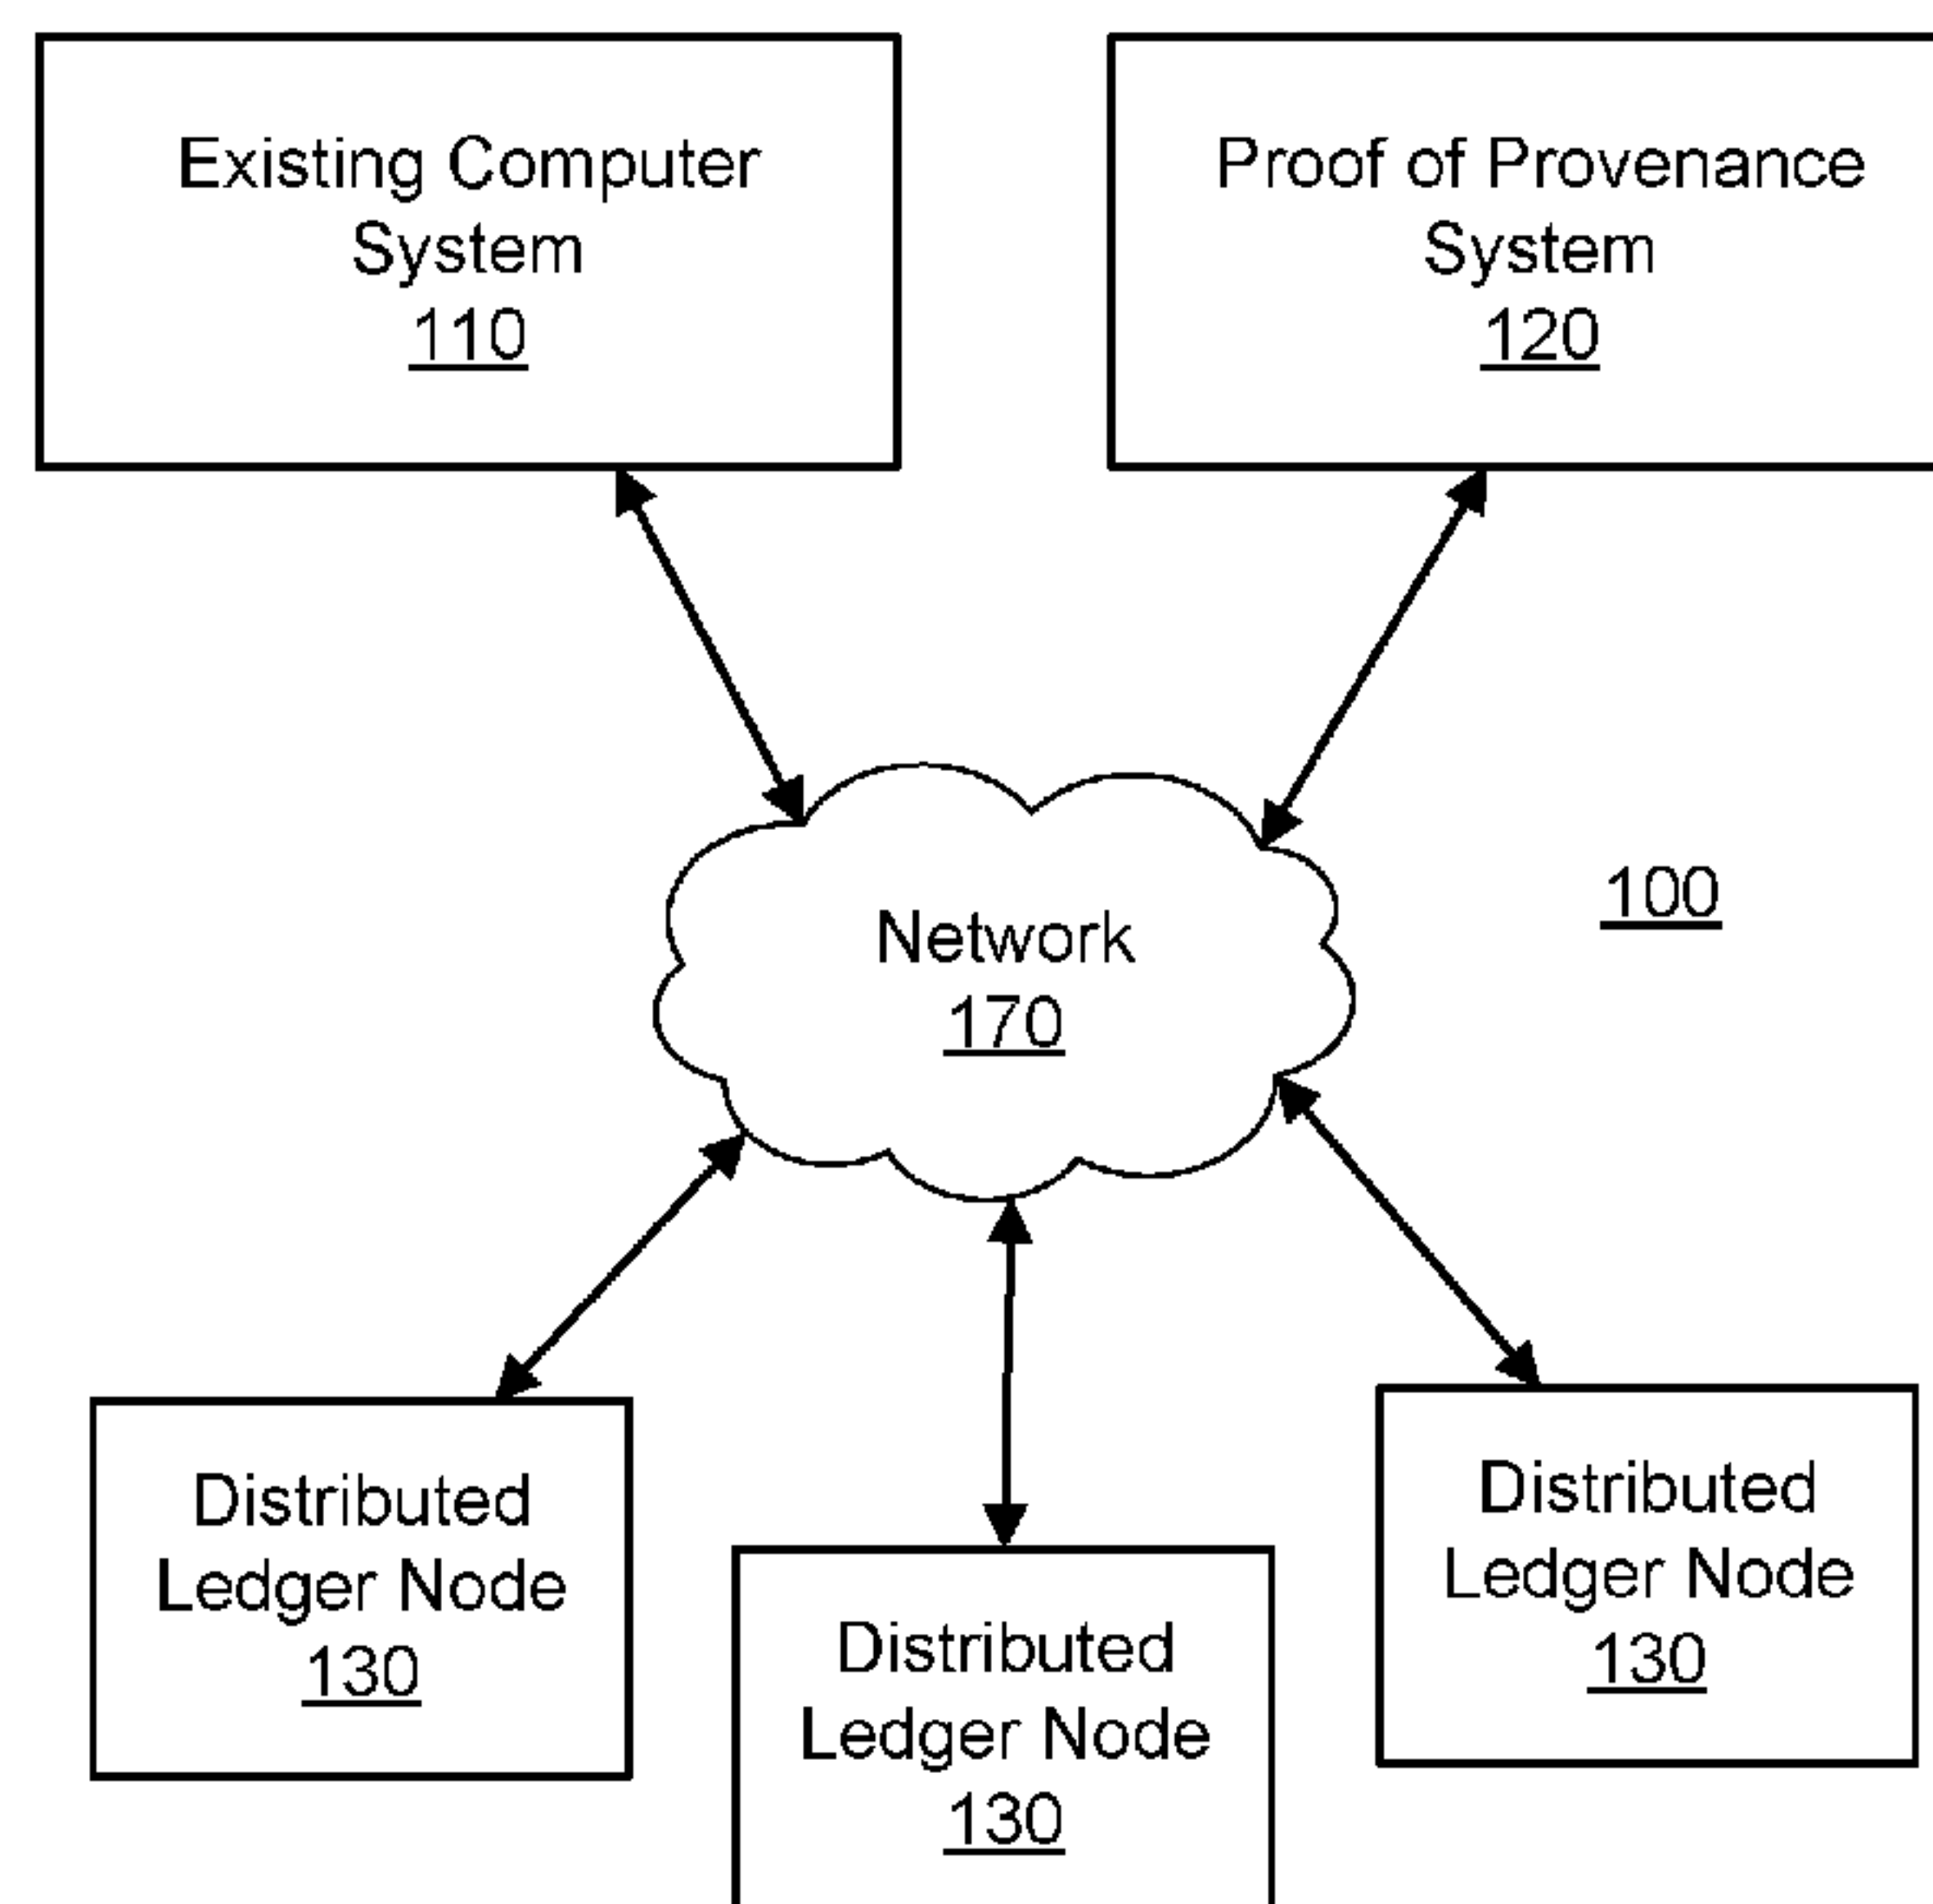 Existing Computer
System
110
Proof of Provenance
System
120
Network
170
100
Distributed
Ledger Node
130
Distributed
Ledger Node
130
Distributed
Ledger Node
130